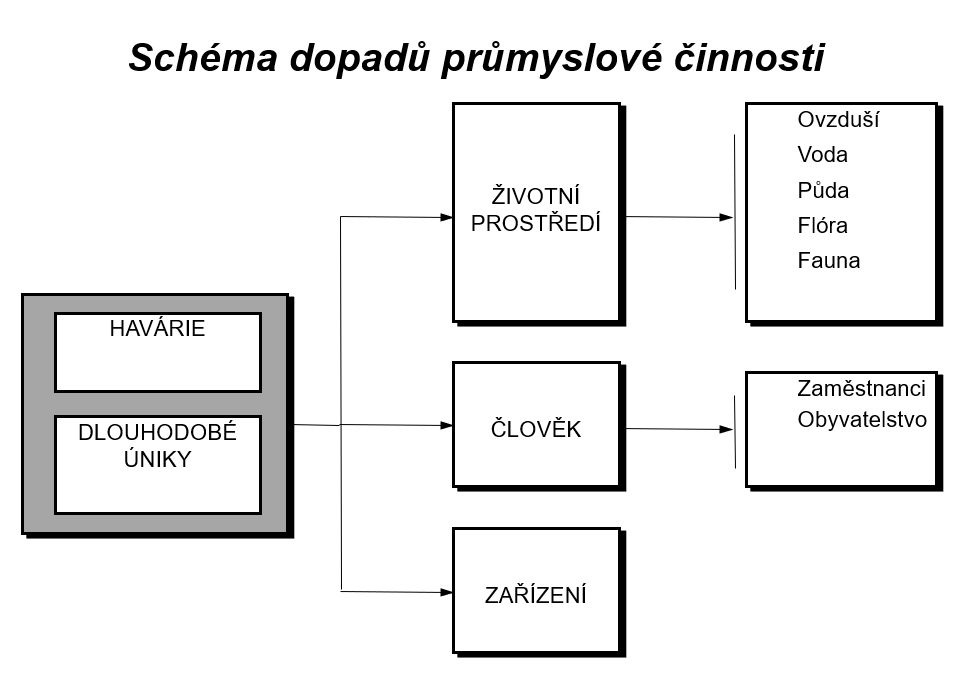 Schéma dopadů průmyslové činnosti
HAVÁRIE
DLOUHODOBÉ
ÚNIKY
ŽIVOTNÍ
PROSTŘEDÍ
ČLOVĚK
ZAŘÍZENÍ
Ovzduší
Voda
Půda
Flóra
Fauna
Zaměstnanci
Obyvatelstvo